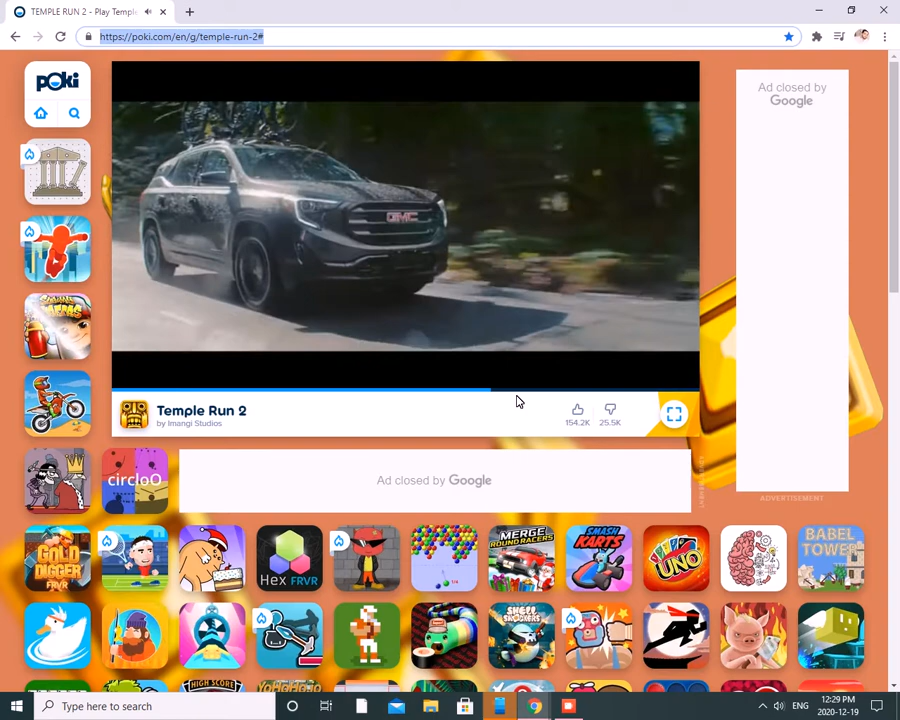 TEMPLE RUN 2 - Play Temple
https://poki.com/en/g/temple-run-2#
poki
GMC
Ad closed by
Google
Temple Run 2
by Imangi Studios
154.2K
25.5K
circloO
Ad closed by Google
ADVERTISEMENT
GOLD
DIGGER
FRVR
Hex FRVR
1/4
MERGE
ROUND RACERS
SMASH
KARTS
UNO
BABEL
TOWER
SHELL
SHOCKERS
HIGH SCORE
YoHoHo
Type here to search
ENG
12:29 PM
2020-12-19